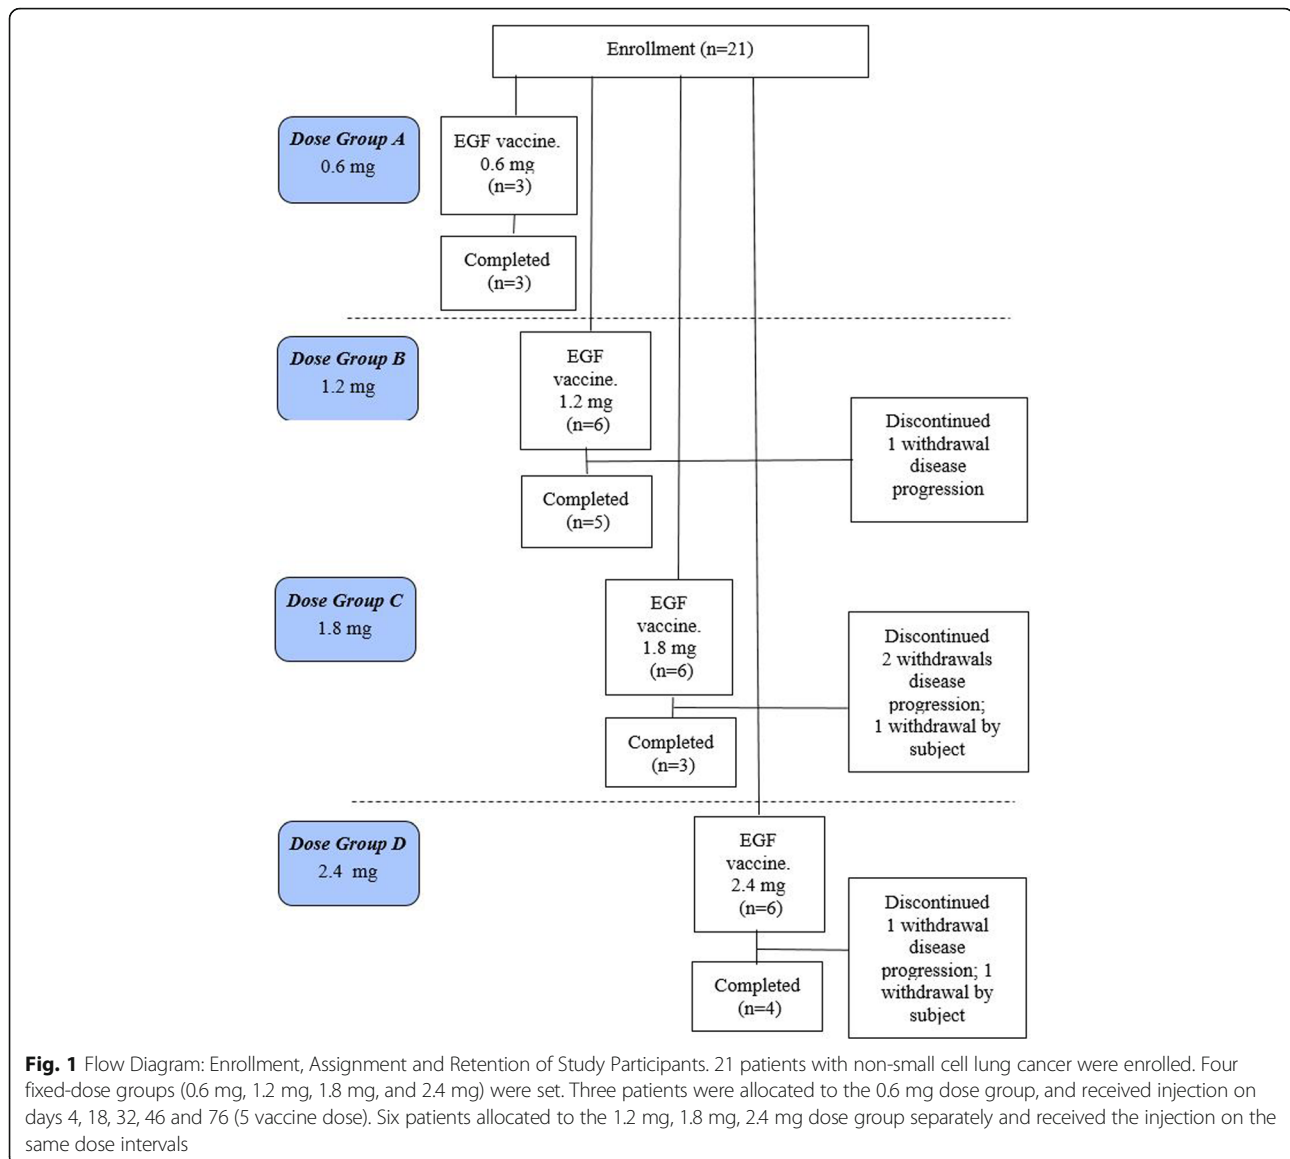 Enrollment (n=21)
Dose Group A
0.6 mg
EGF vaccine.
0.6 mg
(n=3)
Completed
(n=3)
Dose Group B
1.2 mg
EGF
vaccine.
1.2 mg
(n=6)
Discontinued
1 withdrawal
disease
progression
Completed
(n=5)
Dose Group C
1.8 mg
EGF
vaccine.
1.8 mg
(n=6)
Discontinued
2 withdrawals
disease
progression;
1 withdrawal by
subject
Completed
(n=3)
Dose Group D
2.4 mg
EGF
vaccine.
2.4 mg
(n=6)
Discontinued
1 withdrawal
disease
progression; 1
withdrawal by
subject
Completed
(n=4)
Fig. 1 Flow Diagram: Enrollment, Assignment and Retention of Study Participants. 21 patients with non-small cell lung cancer were enrolled. Four
fixed-dose groups (0.6 mg, 1.2 mg, 1.8 mg, and 2.4 mg) were set. Three patients were allocated to the 0.6 mg dose group, and received injection on
days 4, 18, 32, 46 and 76 (5 vaccine dose). Six patients allocated to the 1.2 mg, 1.8 mg, 2.4 mg dose group separately and received the injection on the
same dose intervals